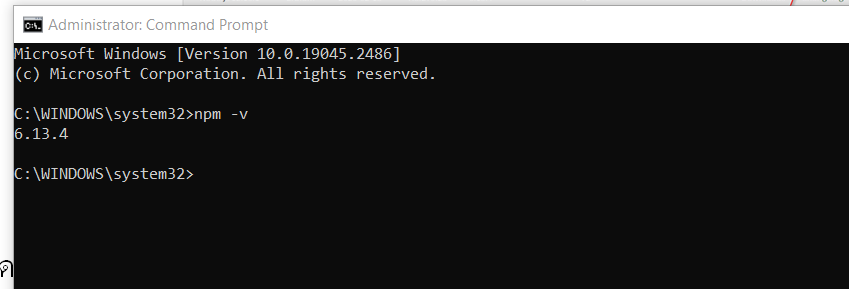 Administrator: Command Prompt
Microsoft Windows [Version 10.0.19045.2486]
(c) Microsoft Corporation. All rights reserved.
C:\WINDOWS\system32>npm -v
6.13.4
C:\WINDOWS\system32>